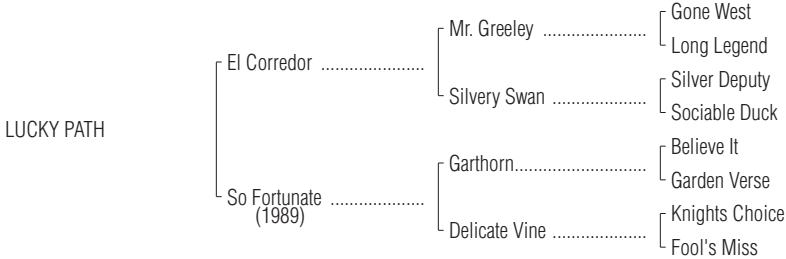 Gone West
Mr. Greeley ......................
Long Legend
El Corredor ......................
Silver Deputy
Silvery Swan ....................
Sociable Duck
LUCKY PATH
Believe It
Garthorn............................
Garden Verse
So Fortunate ....................
(1989)
Knights Choice
Delicate Vine ....................
Fool's Miss